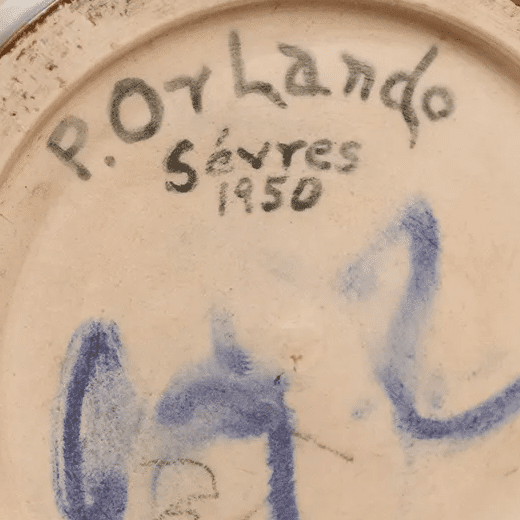 P. Orlando
Sèvres
1950